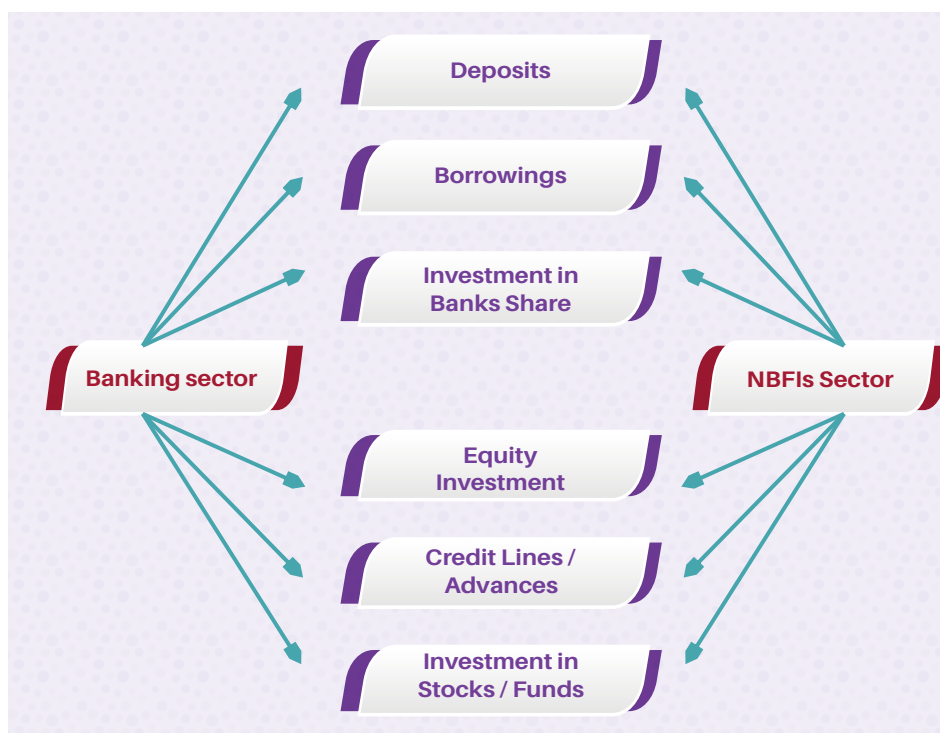 Deposits
Borrowings
Investment in
Banks Share
Banking sector
NBFIs Sector
Equity
Investment
Credit Lines /
Advances
Investment in
Stocks / Funds